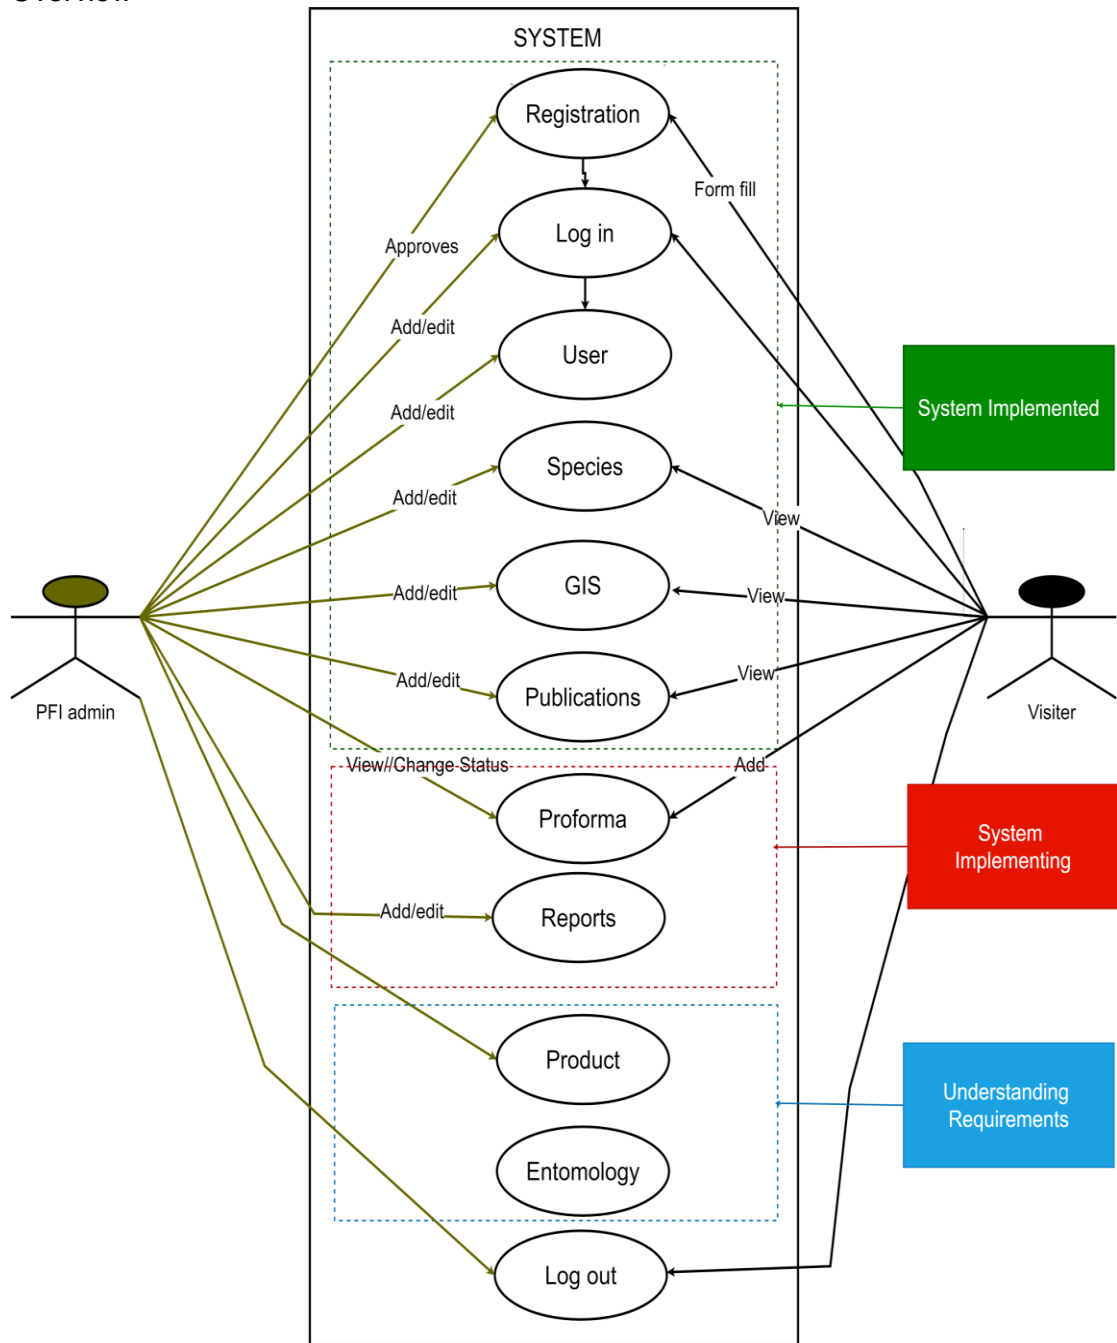 Overview
SYSTEM
Registration
Form fill
Log in
Approves
Add/edit
User
System Implemented
Add/edit
Species
Add/edit
View
GIS
Add/edit
View
Publications
Add/edit
View
PFI admin
Visiter
View//Change Status
Add
Proforma
System
Implementing
Reports
Add/edit
Product
Understanding
Requirements
Entomology
Log out